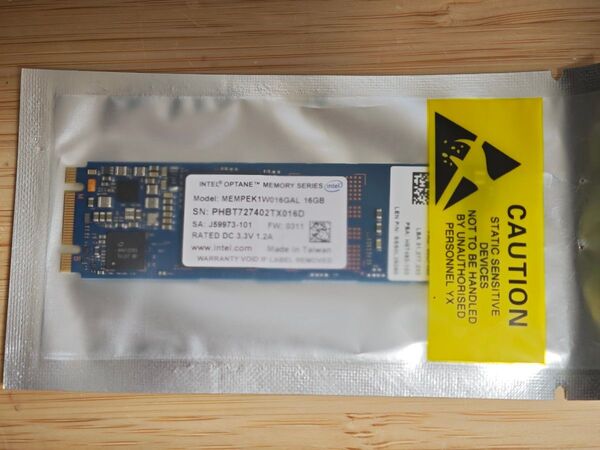 INTEL® OPTANE™ MEMORY SERIES
intel
Model: MEMPEK1W016GAL 16GB
SN: PHBT727402TX016D
SA: J59973-101 FW: 0311
RATED DC 3.3V 1.2A
www.intel.com Made in Taiwan
WARRANTY VOID IF LABEL REMOVED
CAUTION
STATIC SENSITIVE
DEVICES
NOT TO BE HANDLED
BY UNAUTHORISED
PERSONNEL YX